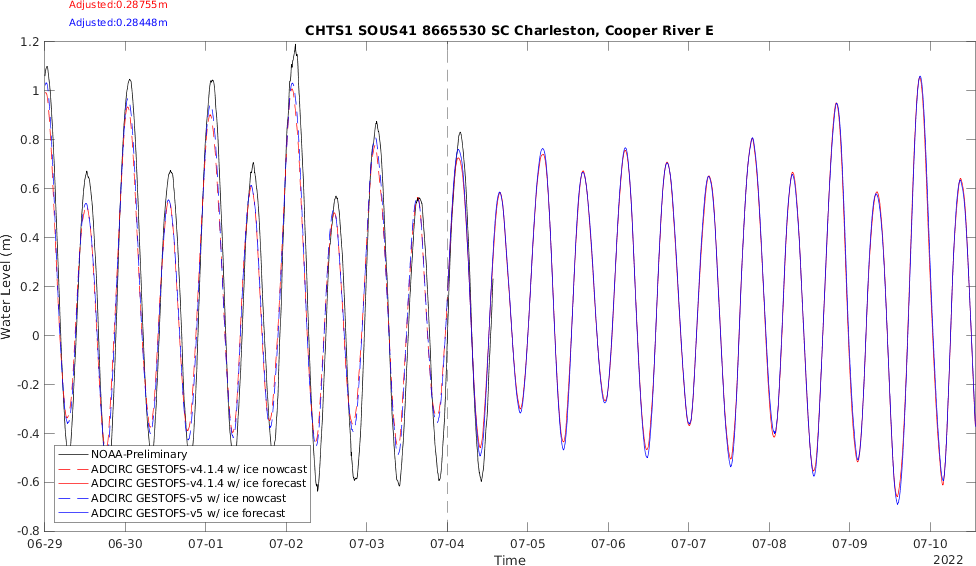 Adjusted:0.28755m
Adjusted:0.28448m
CHTS1 SOUS41 8665530 SC Charleston, Cooper River E
Water Level (m)
1.2
1
0.8
0.6
0.4
0.2
0
-0.2
-0.4
-0.6
-0.8
NOAA-Preliminary
ADCIRC GESTOFS-v4.1.4 w/ ice nowcast
ADCIRC GESTOFS-v4.1.4 w/ ice forecast
ADCIRC GESTOFS-v5 w/ ice nowcast
ADCIRC GESTOFS-v5 w/ ice forecast
06-29 06-30 07-01 07-02 07-03 07-04 07-05 07-06 07-07 07-08 07-09 07-10
Time
2022